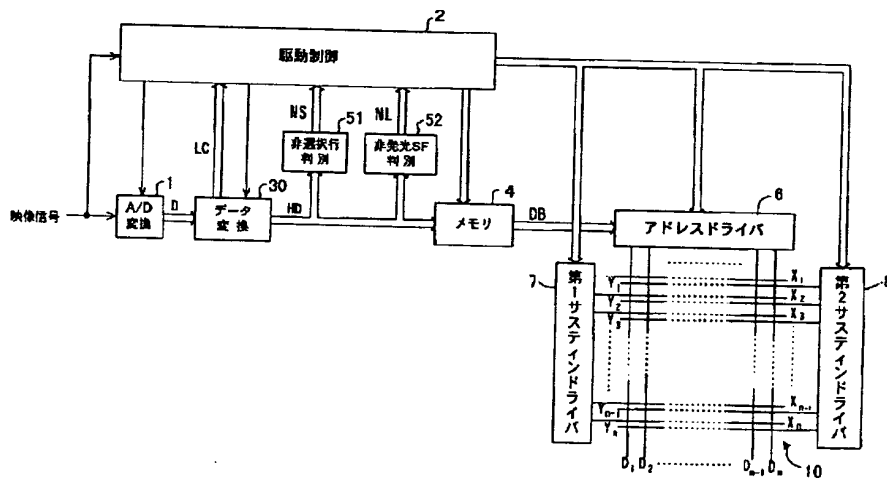 2
駆動制御
NS
51
NL
52
LC
非選択行
判別
非発光SF
判別
1
30
4
6
映像信号
A/D
変換
D
データ
変換
HD
メモリ
DB
アドレスドライバ
7
第1サスティンドライバ
8
第2サスティンドライバ
Y₁
X₁
Y₂
X₂
Y₃
X₃
Yₙ₋₁
Xₙ₋₁
Yₙ
Xₙ
D₁ D₂
Dₘ₋₁ Dₘ
10